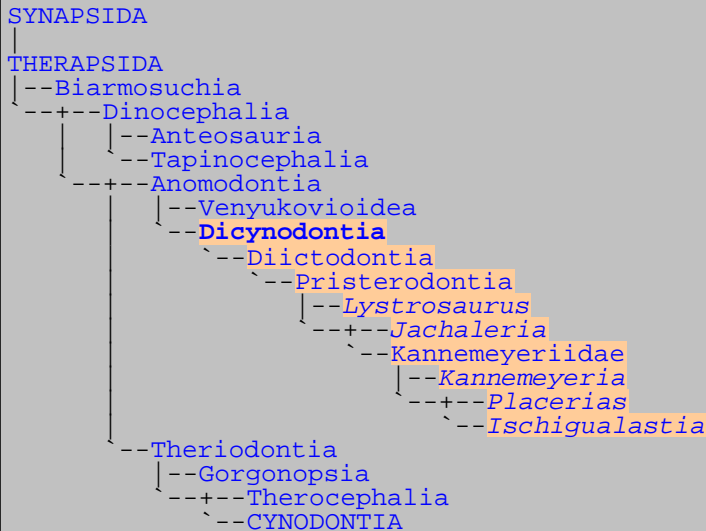 SYNAPSIDA
|
THERAPSIDA
|--Biarmosuchia
`--+--Dinocephalia
   |  |--Anteosauria
   |  `--Tapinocephalia
   `--+--Anomodontia
      |  |--Venyukovioidea
      |  `--Dicynodontia
      |     `--Diictodontia
      |        `--Pristerodontia
      |           |--Lystrosaurus
      |           `--+--Jachaleria
      |              `--Kannemeyeriidae
      |                 |--Kannemeyeria
      |                 `--+--Placerias
      |                    `--Ischigualastia
      `--Theriodontia
         |--Gorgonopsia
         `--+--Therocephalia
            `--CYNODONTIA